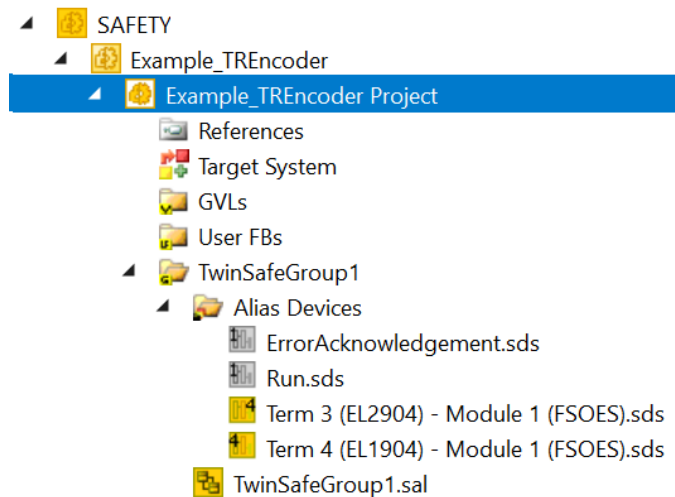 SAFETY
Example_TREncoder
Example_TREncoder Project
References
Target System
GVLs
User FBs
TwinSafeGroup1
Alias Devices
ErrorAcknowledgement.sds
Run.sds
Term 3 (EL2904) - Module 1 (FSOES).sds
Term 4 (EL1904) - Module 1 (FSOES).sds
TwinSafeGroup1.sal